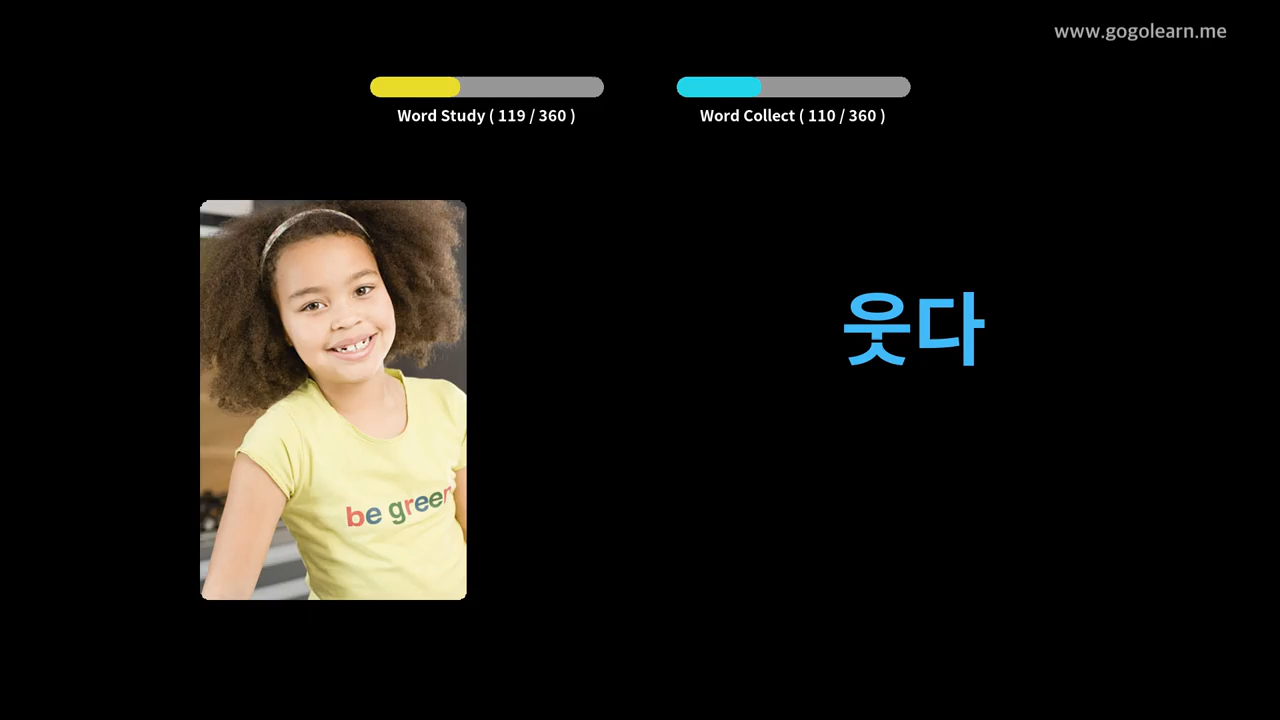 www.gogolearn.me
Word Study ( 119 / 360 )
Word Collect ( 110 / 360 )
웃다
be green